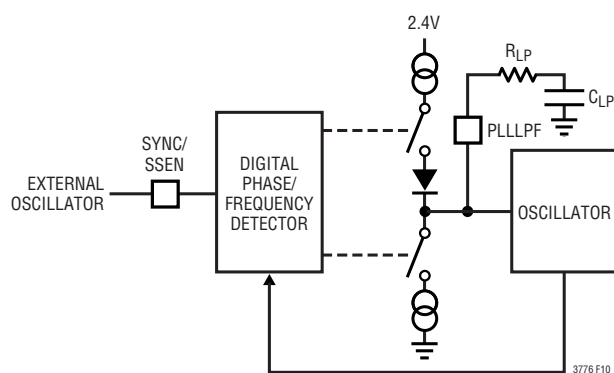 2.4V
RLP
CLP
PLLLPF
SYNC/
SSEN
EXTERNAL
OSCILLATOR
DIGITAL
PHASE/
FREQUENCY
DETECTOR
OSCILLATOR
3776 F10